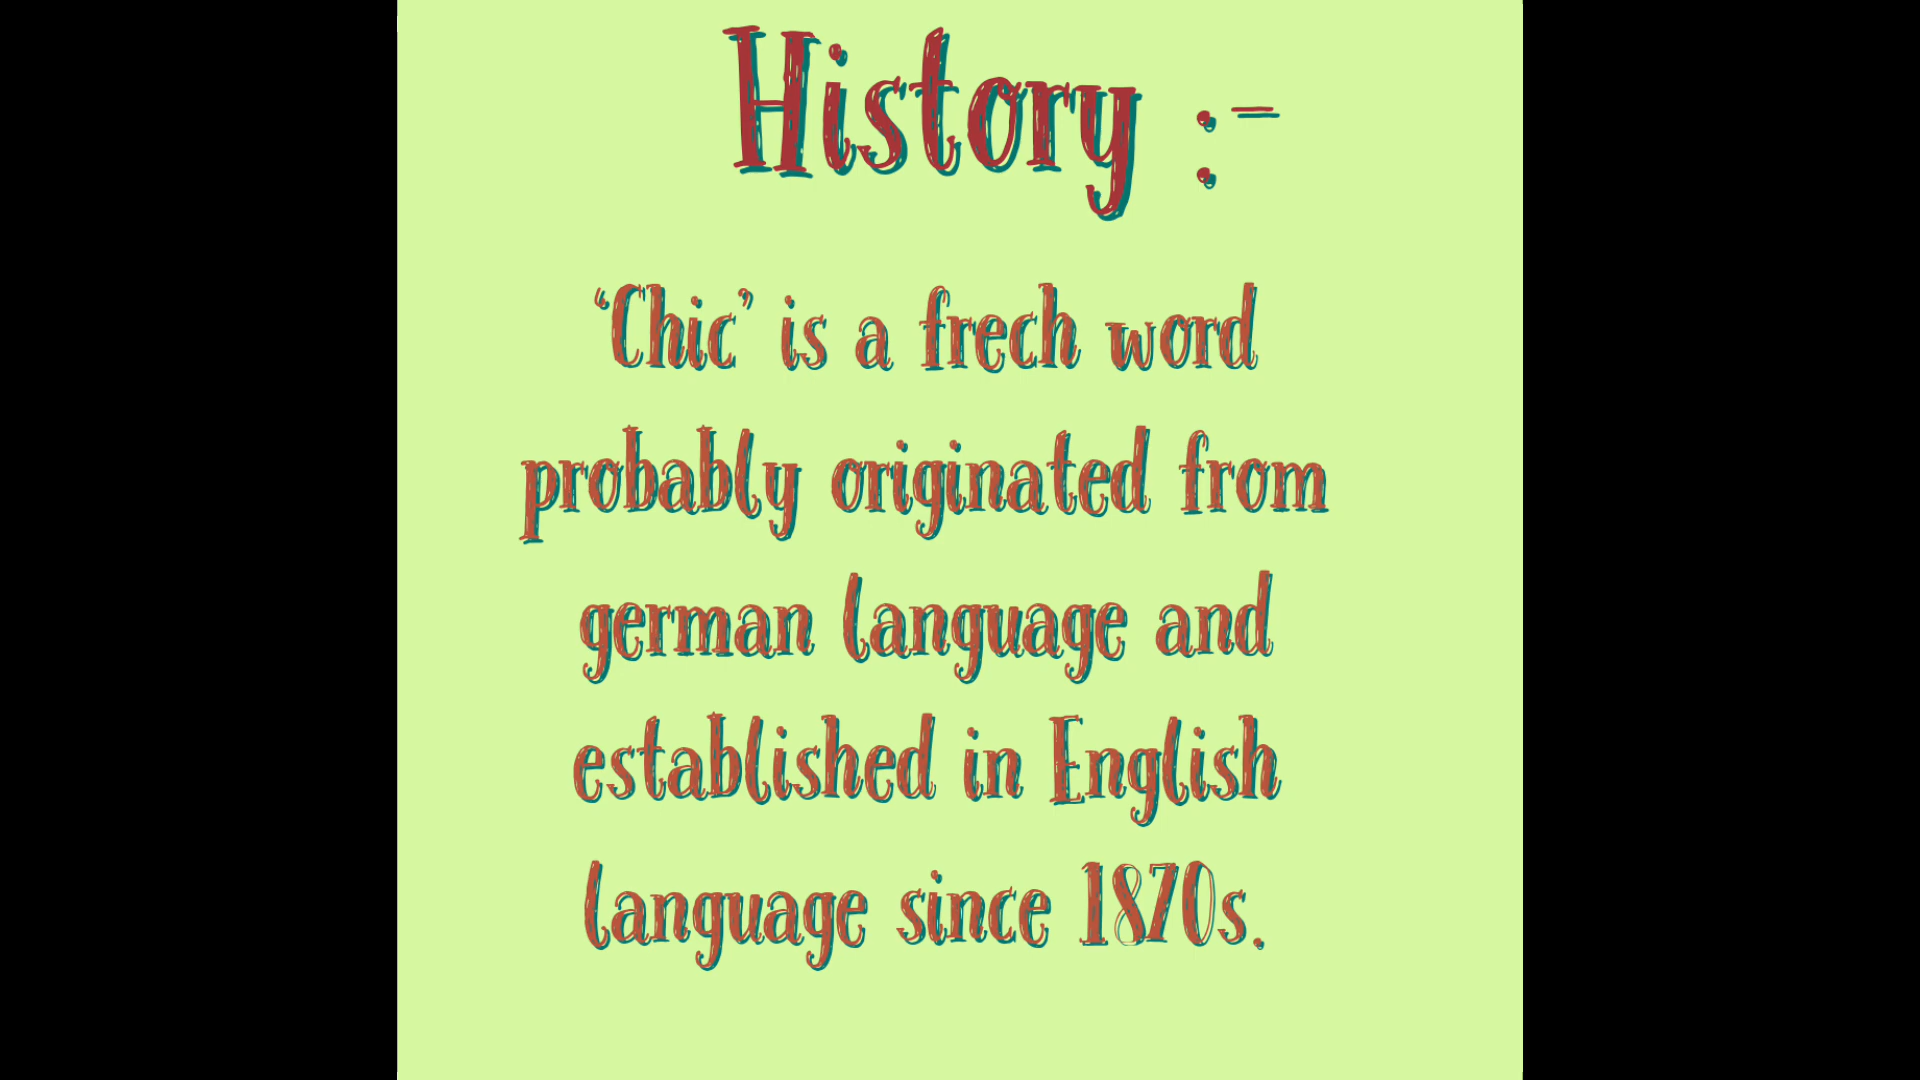 History :-
‘Chic’ is a frech word
probably originated from
german language and
established in English
language since 1870s.